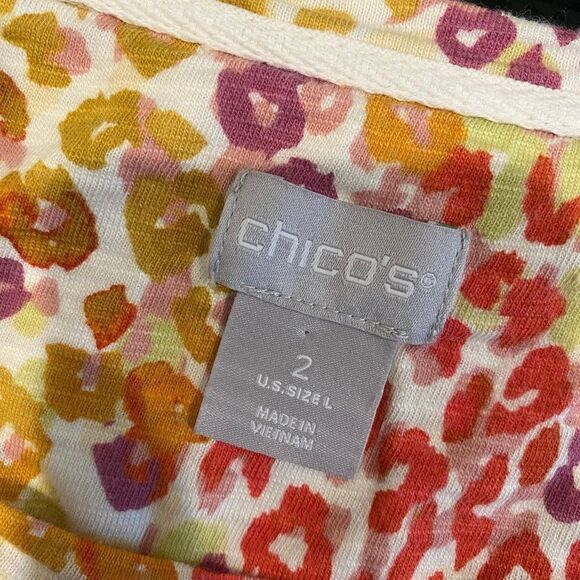 chico's®
2
U.S. SIZE L
MADE IN
VIETNAM